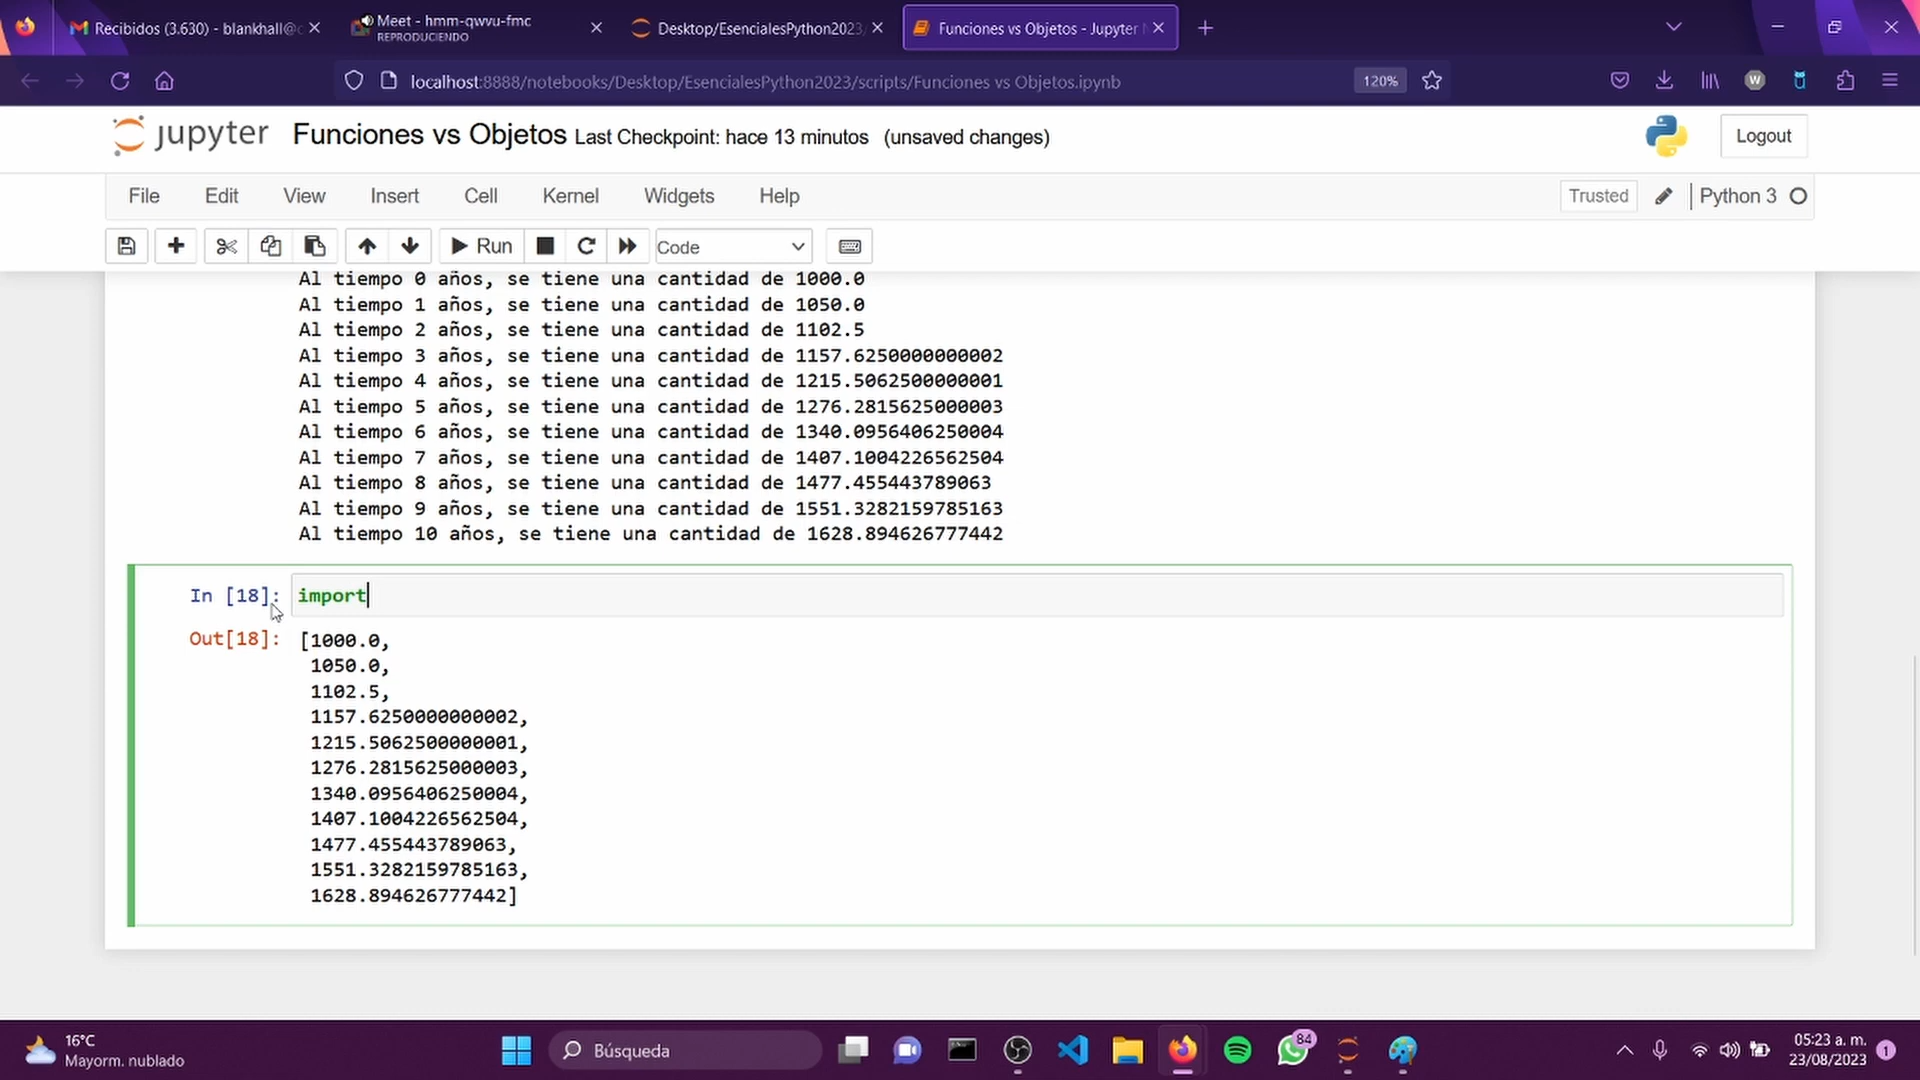 Recibidos (3.630) - blankhall@c
Meet - hmm-qwvu-fmc
REPRODUCIENDO
Desktop/EsencialesPython2023/
Funciones vs Objetos - Jupyter N
localhost:8888/notebooks/Desktop/EsencialesPython2023/scripts/Funciones vs Objetos.ipynb
120%
W
jupyter
Funciones vs Objetos Last Checkpoint: hace 13 minutos (unsaved changes)
Logout
File Edit View Insert Cell Kernel Widgets Help
Trusted
Python 3
Run
Code
Al tiempo 0 años, se tiene una cantidad de 1000.0
Al tiempo 1 años, se tiene una cantidad de 1050.0
Al tiempo 2 años, se tiene una cantidad de 1102.5
Al tiempo 3 años, se tiene una cantidad de 1157.6250000000002
Al tiempo 4 años, se tiene una cantidad de 1215.5062500000001
Al tiempo 5 años, se tiene una cantidad de 1276.2815625000003
Al tiempo 6 años, se tiene una cantidad de 1340.0956406250004
Al tiempo 7 años, se tiene una cantidad de 1407.1004226562504
Al tiempo 8 años, se tiene una cantidad de 1477.455443789063
Al tiempo 9 años, se tiene una cantidad de 1551.3282159785163
Al tiempo 10 años, se tiene una cantidad de 1628.894626777442
In [18]: import
Out[18]: [1000.0,
1050.0,
1102.5,
1157.6250000000002,
1215.5062500000001,
1276.2815625000003,
1340.0956406250004,
1407.1004226562504,
1477.455443789063,
1551.3282159785163,
1628.894626777442]
16°C
Mayorm. nublado
Búsqueda
84
05:23 a. m.
23/08/2023
1